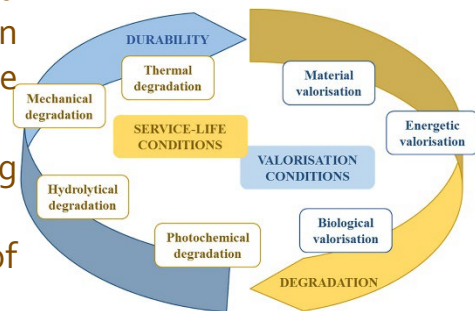 n
e
g
of
DURABILITY
Thermal
degradation
Mechanical
degradation
SERVICE-LIFE
CONDITIONS
Hydrolytical
degradation
Photochemical
degradation
Material
valorisation
Energetic
valorisation
VALORISATION
CONDITIONS
Biological
valorisation
DEGRADATION